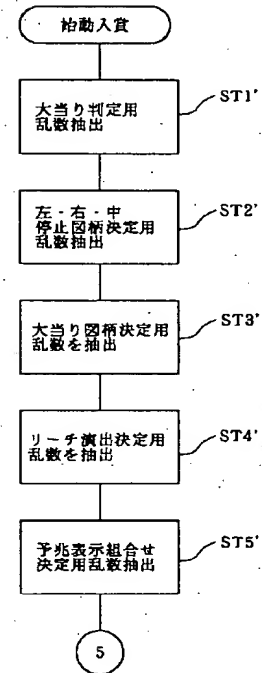 始動入賞
大当り判定用
乱数抽出
ST1'
左・右・中
停止図柄決定用
乱数抽出
ST2'
大当り図柄決定用
乱数を抽出
ST3'
リーチ演出決定用
乱数を抽出
ST4'
予兆表示組合せ
決定用乱数抽出
ST5'
5